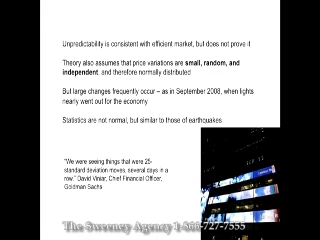 Unpredictability is consistent with efficient market, but does not prove it
Theory also assumes that price variations are small, random, and
independent, and therefore normally distributed
But large changes frequently occur – as in September 2008, when lights
nearly went out for the economy
Statistics are not normal, but similar to those of earthquakes
"We were seeing things that were 25-
standard deviation moves, several days in a
row." David Viniar, Chief Financial Officer,
Goldman Sachs
The Sweeney Agency 1-866-727-7555